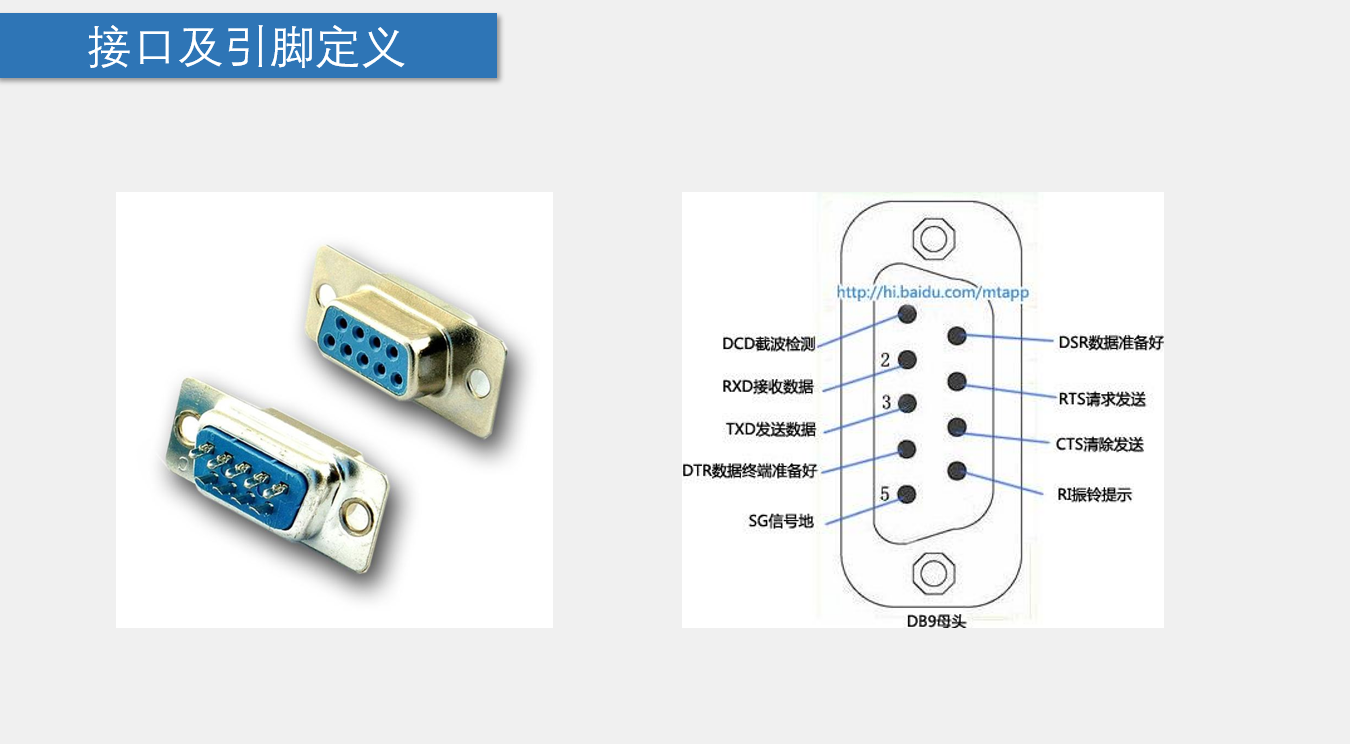 接口及引脚定义
http://hi.baidu.com/mtapp
DCD截波检测
DSR数据准备好
2
RXD接收数据
RTS请求发送
3
TXD发送数据
CTS清除发送
DTR数据终端准备好
5
RI振铃提示
SG信号地
DB9母头